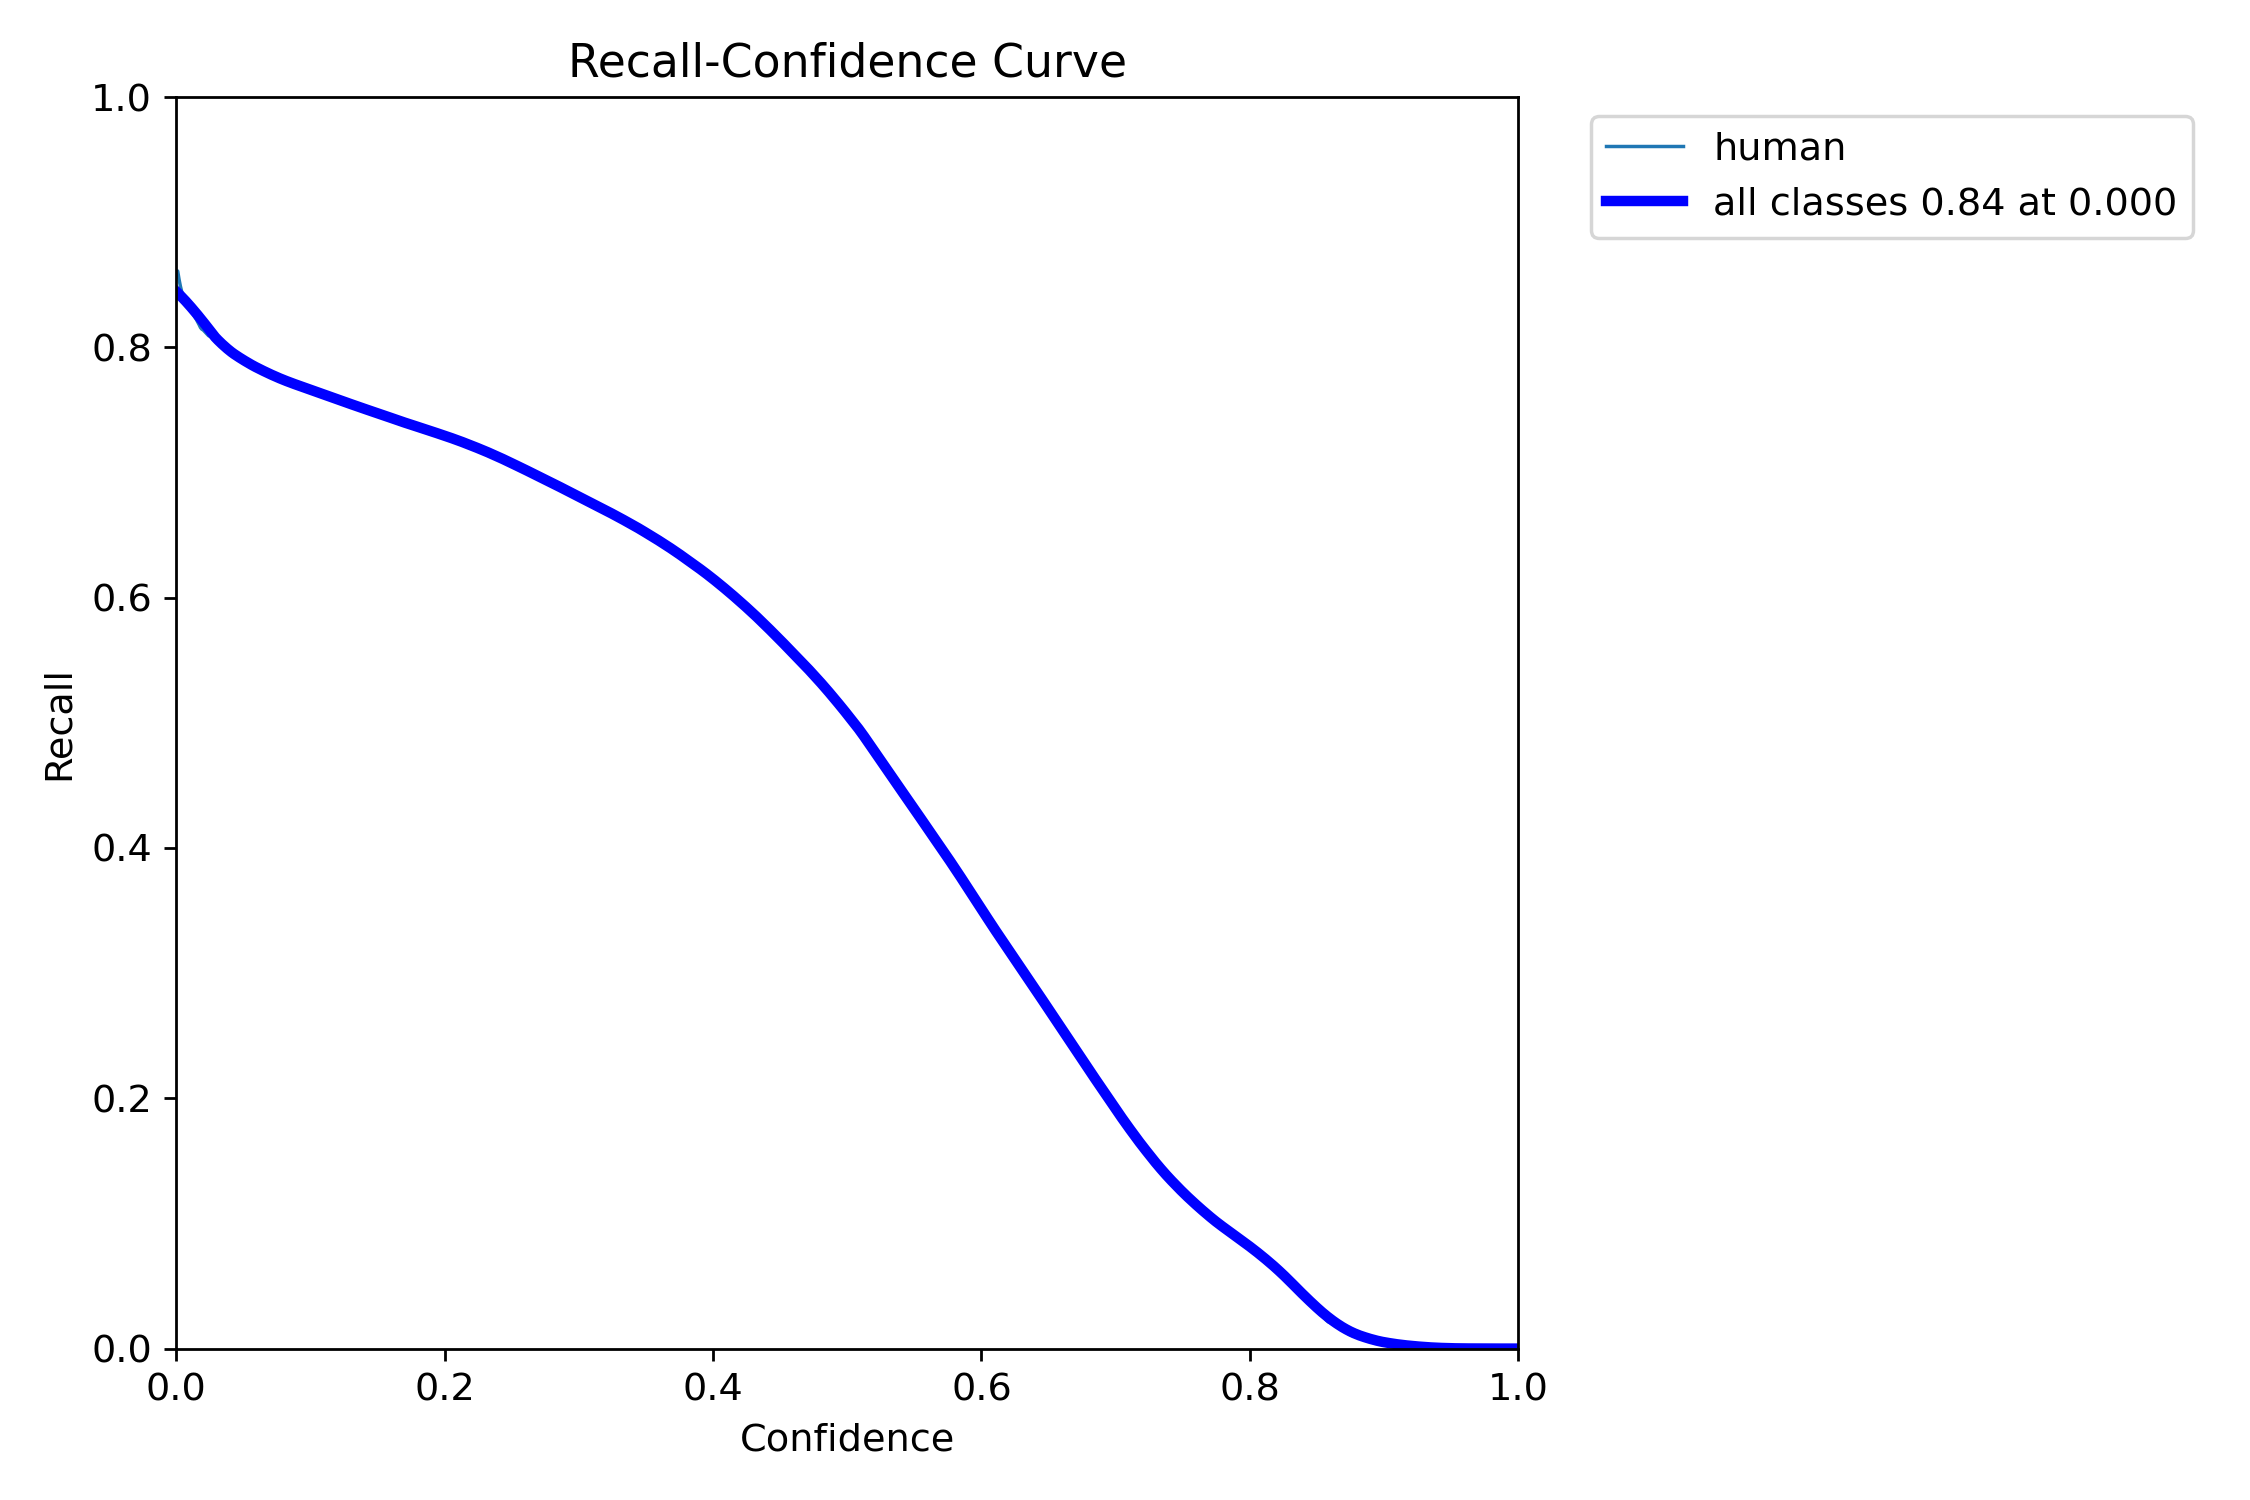 Recall-Confidence Curve
1.0
0.8
0.6
0.4
0.2
0.0
Recall
0.0 0.2 0.4 0.6 0.8 1.0
Confidence
human
all classes 0.84 at 0.000